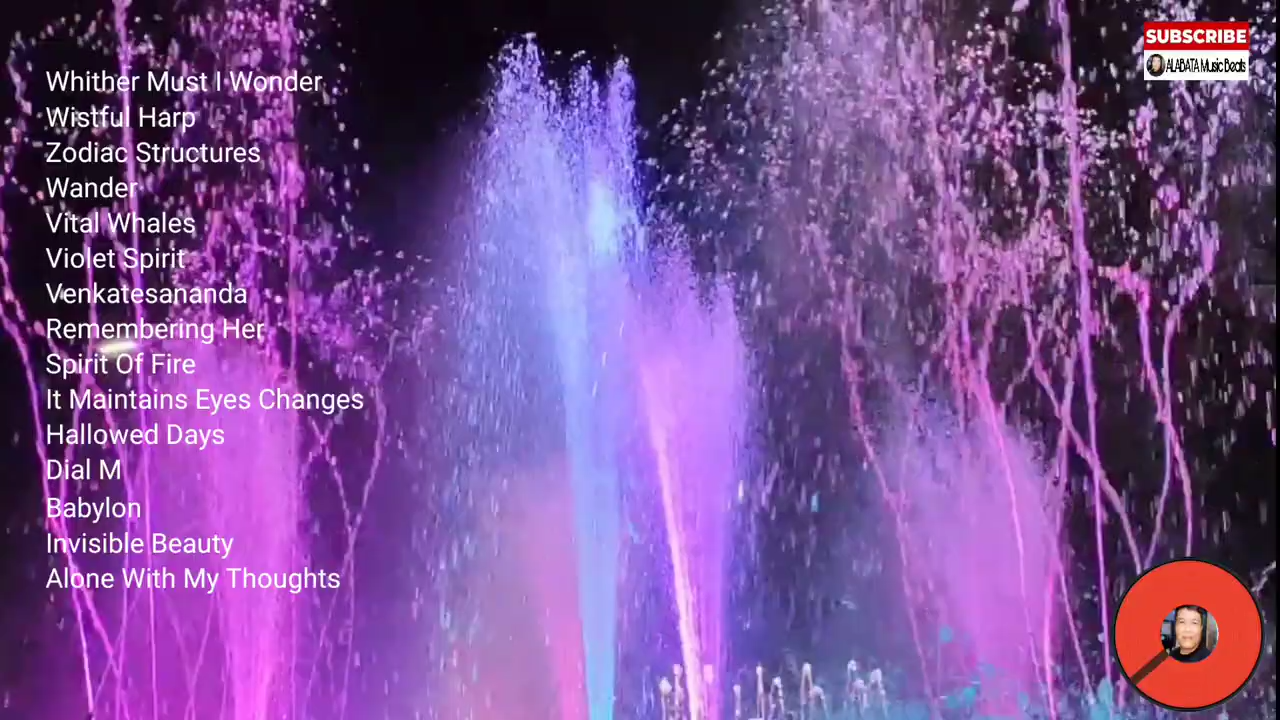 Whither Must I Wonder
Wistful Harp
Zodiac Structures
Wander
Vital Whales
Violet Spirit
Venkatesananda
Remembering Her
Spirit Of Fire
It Maintains Eyes Changes
Hallowed Days
Dial M
Babylon
Invisible Beauty
Alone With My Thoughts
SUBSCRIBE
ALABATA Music Beats